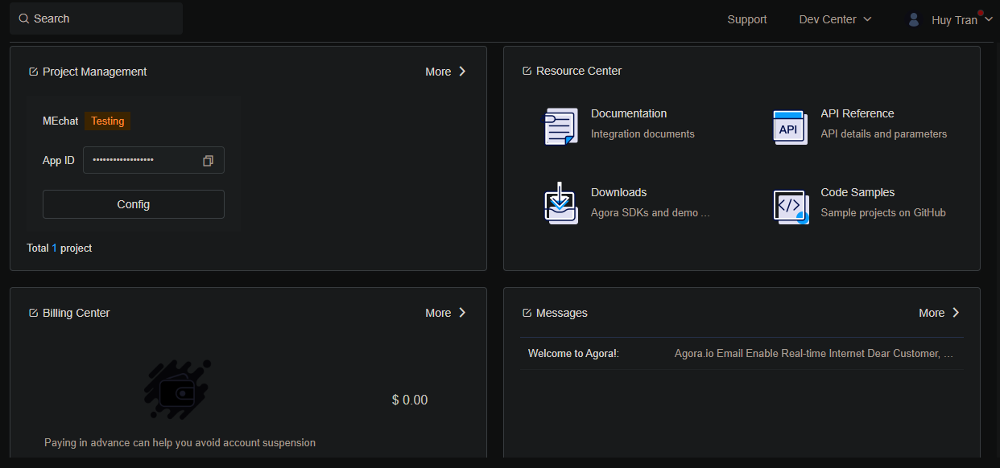 Search
Support
Dev Center
Huy Tran
Project Management
More
MEchat
Testing
App ID
••••••••••••••••••
Config
Total 1 project
Resource Center
Documentation
Integration documents
API
API Reference
API details and parameters
Downloads
Agora SDKs and demo ...
</>
Code Samples
Sample projects on GitHub
Billing Center
More
$ 0.00
Paying in advance can help you avoid account suspension
Messages
More
Welcome to Agora!:
Agora.io Email Enable Real-time Internet Dear Customer, ...